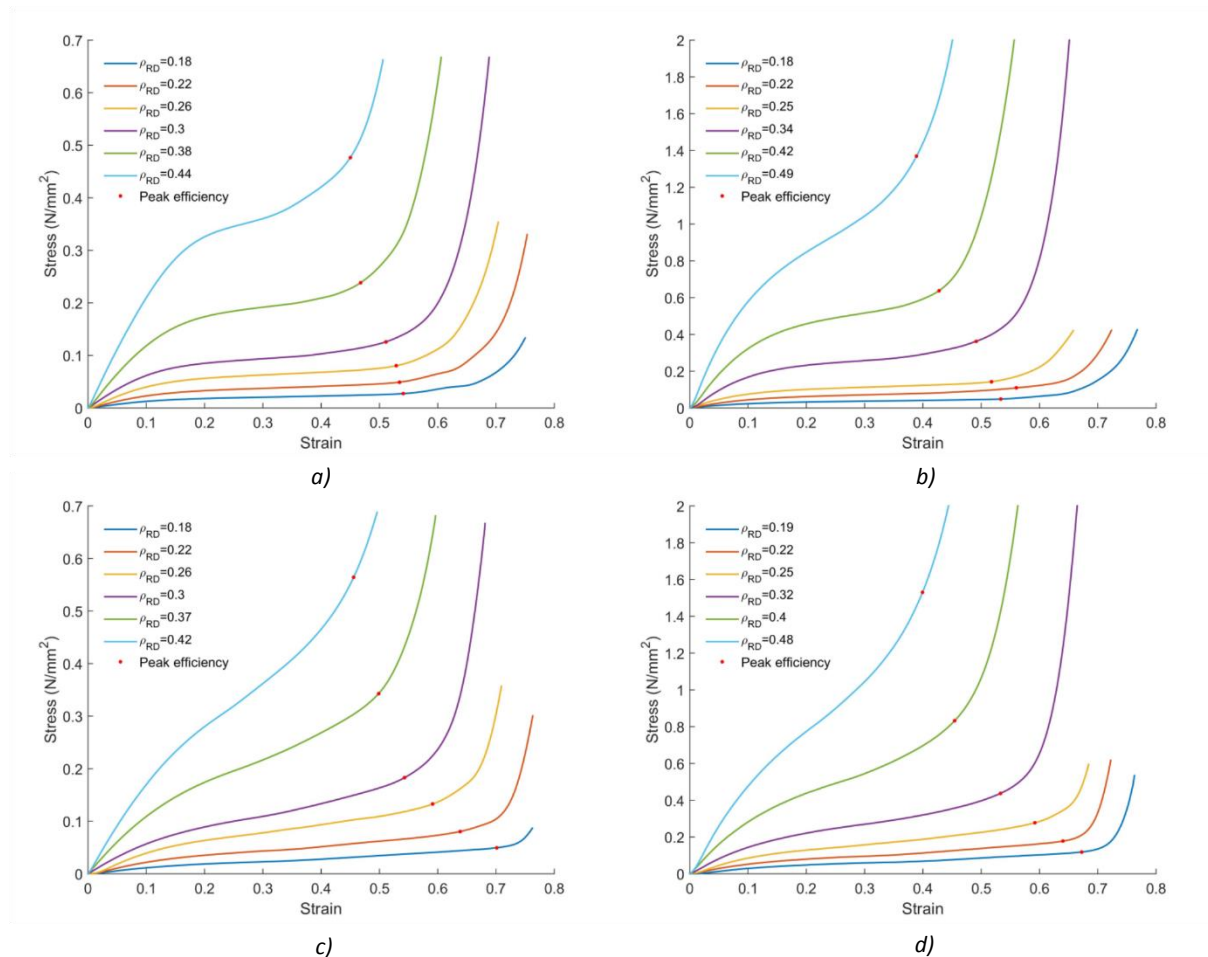 0.7
0.6
0.5
0.4
0.3
0.2
0.1
0
Stress (N/mm²)
ρRD=0.18
ρRD=0.22
ρRD=0.26
ρRD=0.3
ρRD=0.38
ρRD=0.44
Peak efficiency
0 0.1 0.2 0.3 0.4 0.5 0.6 0.7 0.8
Strain
a)
2
1.8
1.6
1.4
1.2
1
0.8
0.6
0.4
0.2
0
Stress (N/mm²)
ρRD=0.18
ρRD=0.22
ρRD=0.25
ρRD=0.34
ρRD=0.42
ρRD=0.49
Peak efficiency
0 0.1 0.2 0.3 0.4 0.5 0.6 0.7 0.8
Strain
b)
0.7
0.6
0.5
0.4
0.3
0.2
0.1
0
Stress (N/mm²)
ρRD=0.18
ρRD=0.22
ρRD=0.26
ρRD=0.3
ρRD=0.37
ρRD=0.42
Peak efficiency
0 0.1 0.2 0.3 0.4 0.5 0.6 0.7 0.8
Strain
c)
2
1.8
1.6
1.4
1.2
1
0.8
0.6
0.4
0.2
0
Stress (N/mm²)
ρRD=0.19
ρRD=0.22
ρRD=0.25
ρRD=0.32
ρRD=0.4
ρRD=0.48
Peak efficiency
0 0.1 0.2 0.3 0.4 0.5 0.6 0.7 0.8
Strain
d)